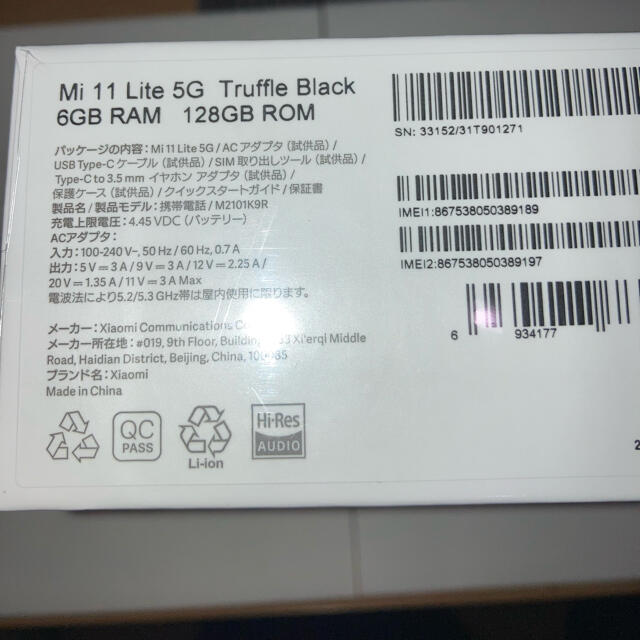 Mi 11 Lite 5G Truffle Black
6GB RAM 128GB ROM
パッケージの内容: Mi 11 Lite 5G / AC アダプタ (試供品) /
USB Type-C ケーブル (試供品) / SIM 取り出しツール (試供品) /
Type-C to 3.5 mm イヤホン アダプタ (試供品) /
保護ケース (試供品) / クイックスタートガイド / 保証書
製品名 / 製品モデル: 携帯電話 / M2101K9R
充電上限電圧: 4.45 VDC (バッテリー)
ACアダプタ:
入力: 100-240 V~, 50 Hz / 60 Hz, 0.7 A
出力: 5 V⎓3 A / 9 V⎓3 A / 12 V⎓2.25 A /
20 V⎓1.35 A / 11 V⎓3 A Max
電波法により5.2/5.3 GHz帯は屋内使用に限ります。
メーカー: Xiaomi Communications
メーカー所在地: #019, 9th Floor, Xi'erqi Middle
Road, Haidian District, Beijing, China,
ブランド名: Xiaomi
Made in China
QC
PASS
Li-ion
Hi-Res
AUDIO
SN: 33152/31T901271
IMEI1:867538050389189
IMEI2:867538050389197
6 934177
2